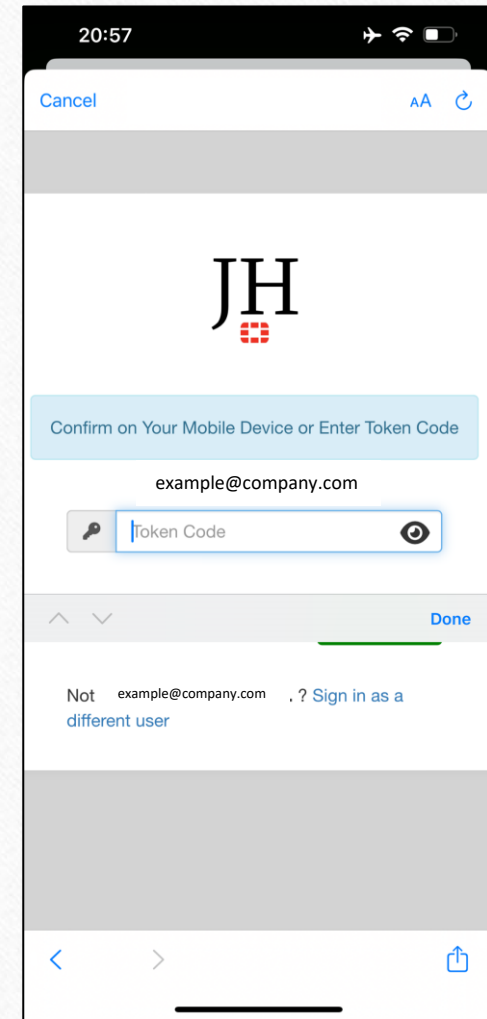 20:57
Cancel
AA
JH
Confirm on Your Mobile Device or Enter Token Code
example@company.com
Token Code
Done
Not example@company.com . ? Sign in as a
different user